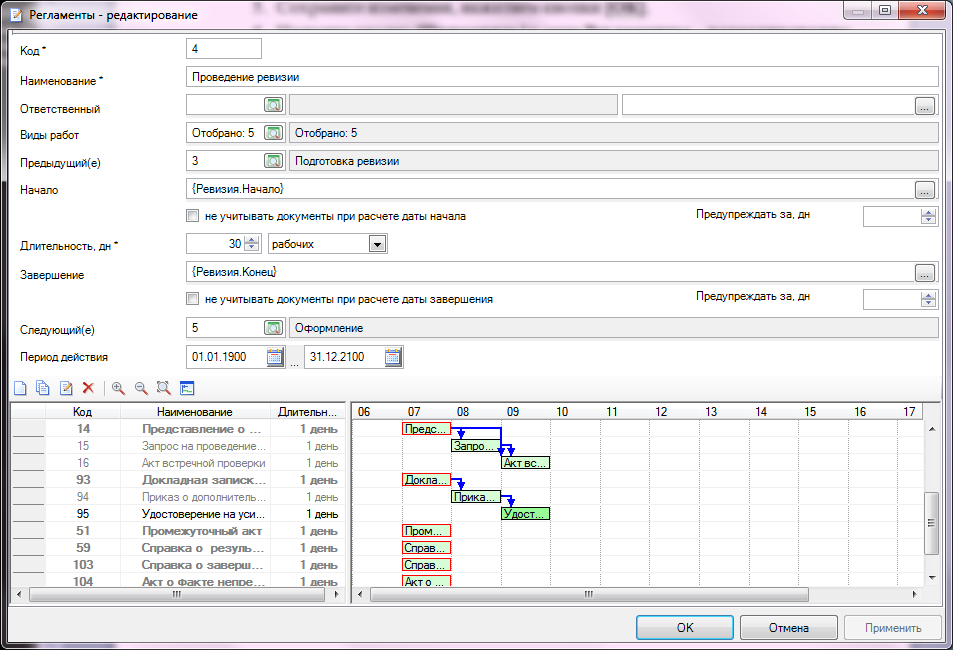 Регламенты - редактирование
Код * 4
Наименование * Проведение ревизии
Ответственный ...
Виды работ Отобрано: 5 Отобрано: 5
Предыдущий(е) 3 Подготовка ревизии
Начало {Ревизия.Начало} ...
не учитывать документы при расчете даты начала Предупреждать за, дн
Длительность, дн * 30 рабочих
Завершение {Ревизия.Конец} ...
не учитывать документы при расчете даты завершения Предупреждать за, дн
Следующий(е) 5 Оформление
Период действия 01.01.1900 ... 31.12.2100
Код Наименование Длительн... 06 07 08 09 10 11 12 13 14 15 16 17
14 Представление о ... 1 день Предс...
15 Запрос на проведение... 1 день Запро...
16 Акт встречной проверки 1 день Акт вс...
93 Докладная записк... 1 день Докла...
94 Приказ о дополнитель... 1 день Прика...
95 Удостоверение на уси... 1 день Удост...
51 Промежуточный акт 1 день Пром...
59 Справка о резуль... 1 день Справ...
103 Справка о заверш... 1 день Справ...
104 Акт о факте непре... 1 день Акт о ...
OK Отмена Применить